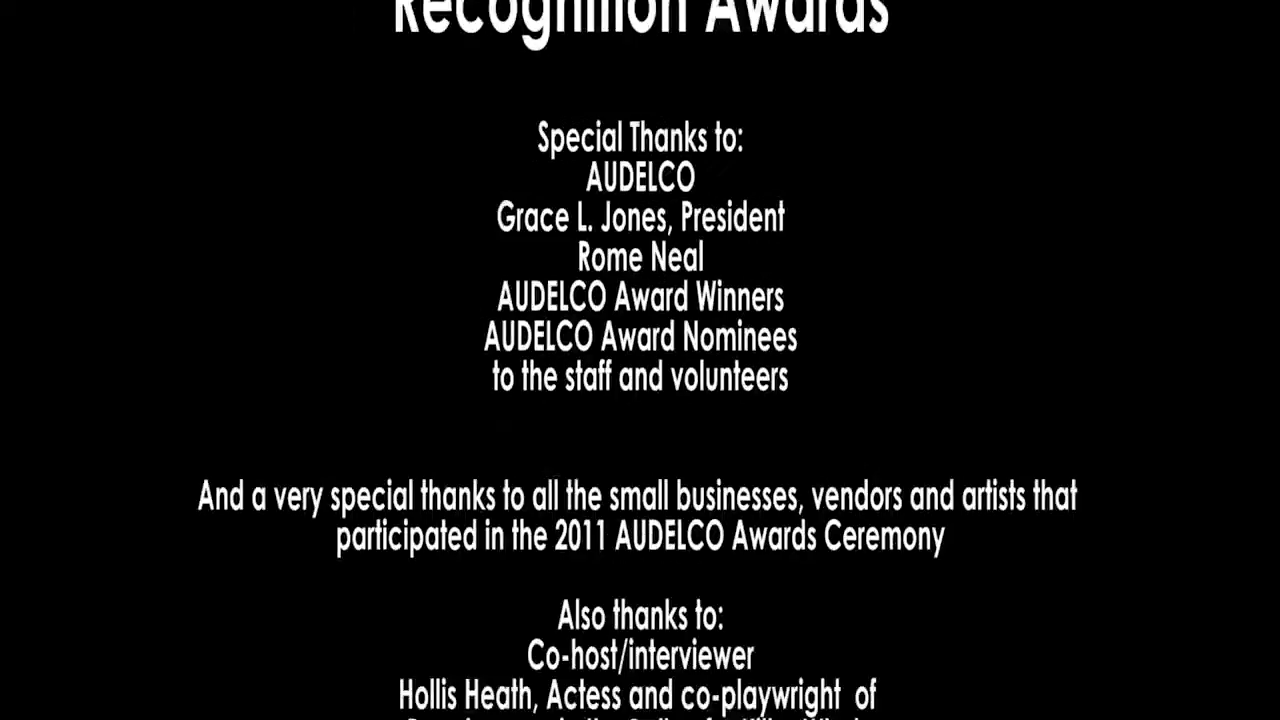 Recognition Awards
Special Thanks to:
AUDELCO
Grace L. Jones, President
Rome Neal
AUDELCO Award Winners
AUDELCO Award Nominees
to the staff and volunteers
And a very special thanks to all the small businesses, vendors and artists that
participated in the 2011 AUDELCO Awards Ceremony
Also thanks to:
Co-host/interviewer
Hollis Heath, Actess and co-playwright of